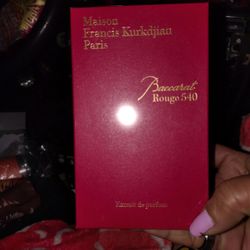 Maison
Francis Kurkdjian
Paris
Baccarat
Rouge 540
Extrait de parfum